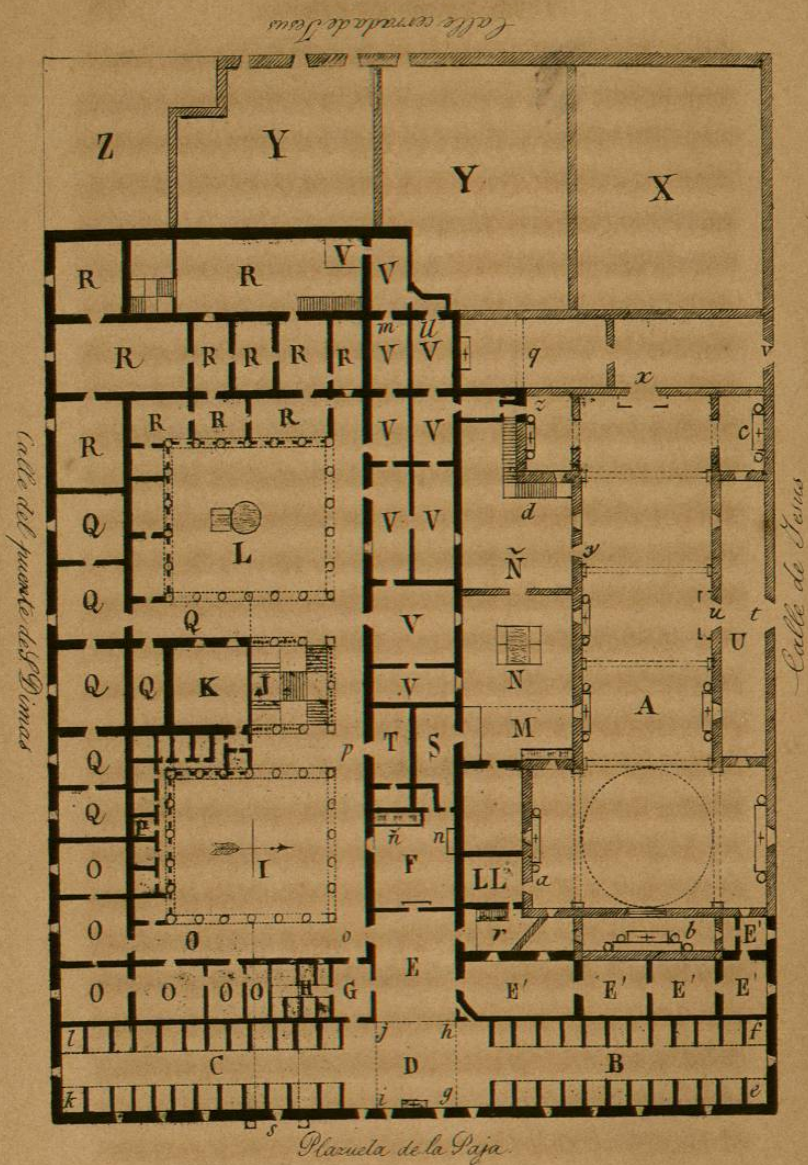 Calle cerrada de Jesus
Z Y Y X
R R V V
m U
R R R R R V V q x v
R R R R V V z c
Q L V V d
Q Ñ y
Q V u t
U
Q Q K J V N A
Q T S M
p
Q P ñ n
O I F LL a
O O o r b E'
E
O O O O H G E' E' E' E'
l j h f
C D B
k i g e
s
Calle del puente de S. Dimas
Calle de Jesus
Plazuela de la Paja.